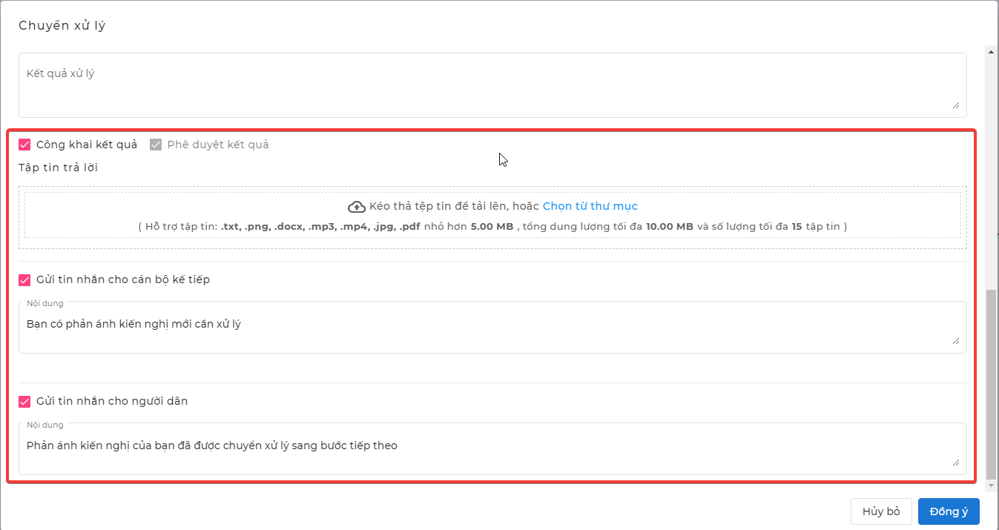 Chuyển xử lý
Kết quả xử lý
Công khai kết quả Phê duyệt kết quả
Tập tin trả lời
Kéo thả tệp tin để tải lên, hoặc Chọn từ thư mục
( Hỗ trợ tập tin: .txt, .png, .docx, .mp3, .mp4, .jpg, .pdf nhỏ hơn 5.00 MB , tổng dung lượng tối đa 10.00 MB và số lượng tối đa 15 tập tin )
Gửi tin nhắn cho cán bộ kế tiếp
Nội dung
Bạn có phản ánh kiến nghị mới cần xử lý
Gửi tin nhắn cho người dân
Nội dung
Phản ánh kiến nghị của bạn đã được chuyển xử lý sang bước tiếp theo
Hủy bỏ Đồng ý